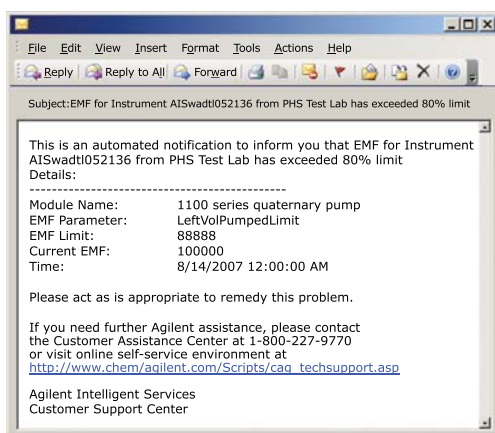 File Edit View Insert Format Tools Actions Help
Reply Reply to All Forward
Subject:EMF for Instrument AISwadtl052136 from PHS Test Lab has exceeded 80% limit
This is an automated notification to inform you that EMF for Instrument
AISwadtl052136 from PHS Test Lab has exceeded 80% limit
Details:
----------------------------------------------
Module Name: 1100 series quaternary pump
EMF Parameter: LeftVolPumpedLimit
EMF Limit: 88888
Current EMF: 100000
Time: 8/14/2007 12:00:00 AM
Please act as is appropriate to remedy this problem.
If you need further Agilent assistance, please contact
the Customer Assistance Center at 1-800-227-9770
or visit online self-service environment at
http://www.chem/agilent.com/Scripts/cag_techsupport.asp
Agilent Intelligent Services
Customer Support Center